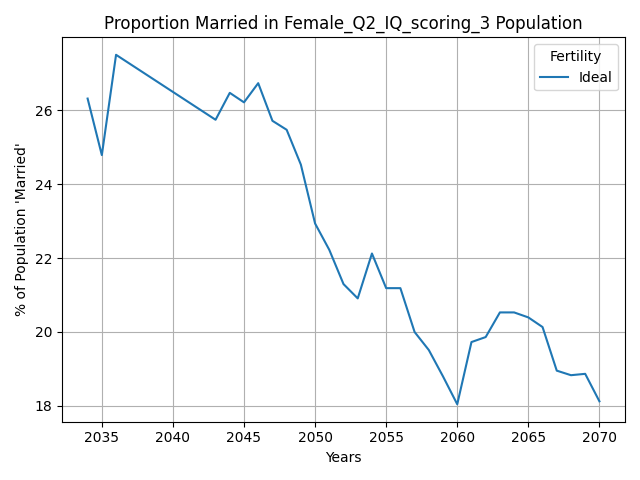 Proportion Married in Female_Q2_IQ_scoring_3 Population
Fertility
Ideal
% of Population 'Married'
26
24
22
20
18
2035 2040 2045 2050 2055 2060 2065 2070
Years